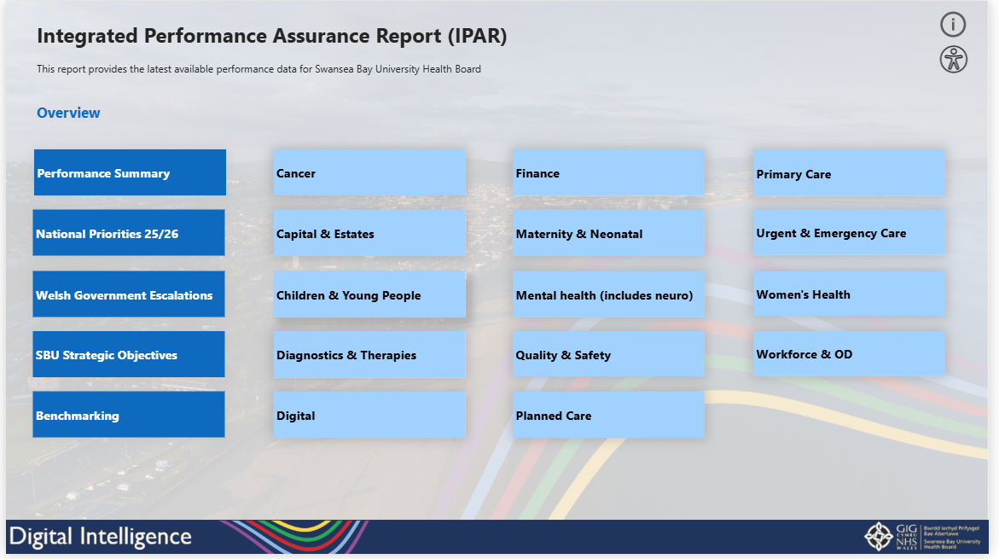 Integrated Performance Assurance Report (IPAR)
This report provides the latest available performance data for Swansea Bay University Health Board
Overview
Performance Summary
Cancer
Finance
Primary Care
National Priorities 25/26
Capital & Estates
Maternity & Neonatal
Urgent & Emergency Care
Welsh Government Escalations
Children & Young People
Mental health (includes neuro)
Women's Health
SBU Strategic Objectives
Diagnostics & Therapies
Quality & Safety
Workforce & OD
Benchmarking
Digital
Planned Care
Digital Intelligence
GIG
CYMRU
NHS
WALES
Bwrdd Iechyd Prifysgol
Bae Abertawe
Swansea Bay University
Health Board